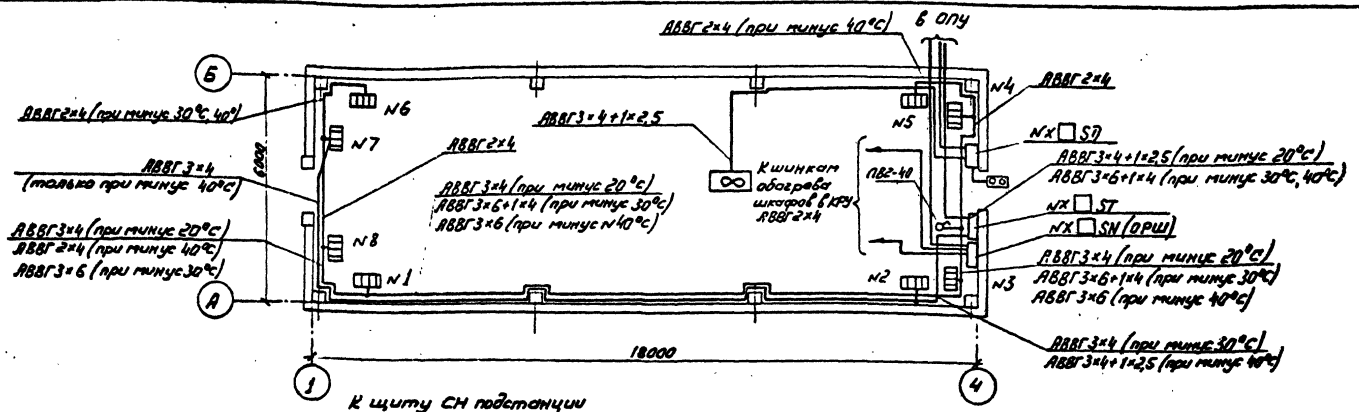 АВВГ 2×4 (при минус 40°С)
в ОПУ
Б
АВВГ 2×4 (при минус 30°С, 40°)
N6
N7
АВВГ 2×4
АВВГ 3×4+1×2,5
N4
N5
АВВГ 2×4
N× ST
АВВГ 3×4
(только при минус 40°С)
6000
АВВГ 3×4 (при минус 20°С)
АВВГ 3×6+1×4 (при минус 30°С)
АВВГ 3×6 (при минус N40°С)
К шинкам
обогрева
шкафов в КРУ
АВВГ 2×4
ПВ2-40
АВВГ 3×4+1×2,5 (при минус 20°С)
АВВГ 3×6+1×4 (при минус 30°С, 40°С)
N× ST
N× SN (ОРШ)
АВВГ 3×4 (при минус 20°С)
АВВГ 2×4 (при минус 40°С)
АВВГ 3×6 (при минус 30°С)
N8
N1
N2
N3
АВВГ 3×4 (при минус 20°С)
АВВГ 3×6+1×4 (при минус 30°С)
АВВГ 3×6 (при минус 40°С)
А
18000
АВВГ 3×4 (при минус 30°С)
АВВГ 3×4+1×2,5 (при минус 40°С)
1
4
К щиту СН подстанции